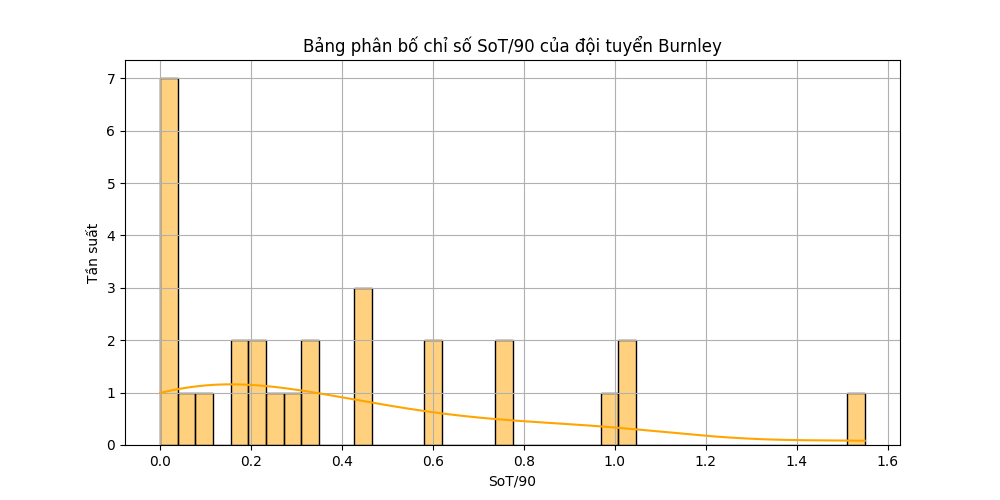 Bảng phân bố chỉ số SoT/90 của đội tuyển Burnley
7
6
5
4
3
2
1
0
Tần suất
0.0 0.2 0.4 0.6 0.8 1.0 1.2 1.4 1.6
SoT/90